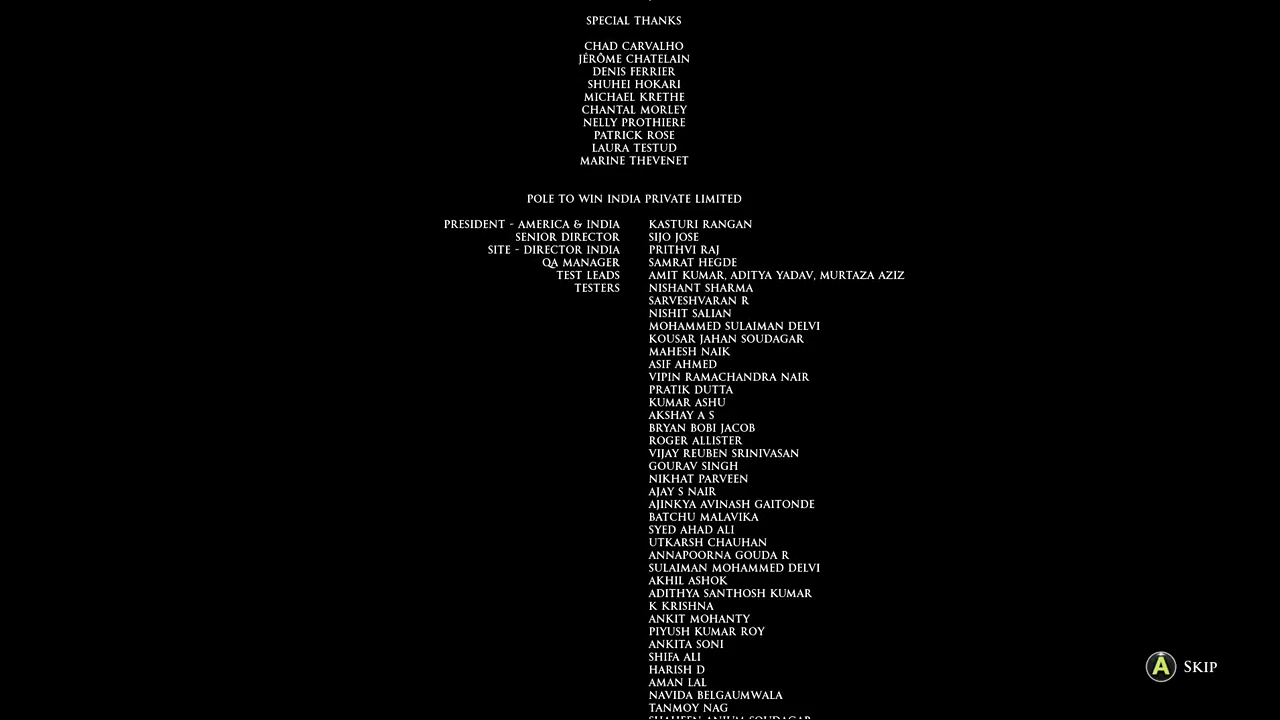 SPECIAL THANKS
CHAD CARVALHO
JÉRÔME CHATELAIN
DENIS FERRIER
SHUHEI HOKARI
MICHAEL KRETHE
CHANTAL MORLEY
NELLY PROTHIERE
PATRICK ROSE
LAURA TESTUD
MARINE THEVENET
POLE TO WIN INDIA PRIVATE LIMITED
PRESIDENT - AMERICA & INDIA KASTURI RANGAN
SENIOR DIRECTOR SIJO JOSE
SITE - DIRECTOR INDIA PRITHVI RAJ
QA MANAGER SAMRAT HEGDE
TEST LEADS AMIT KUMAR, ADITYA YADAV, MURTAZA AZIZ
TESTERS NISHANT SHARMA
SARVESHVARAN R
NISHIT SALIAN
MOHAMMED SULAIMAN DELVI
KOUSAR JAHAN SOUDAGAR
MAHESH NAIK
ASIF AHMED
VIPIN RAMACHANDRA NAIR
PRATIK DUTTA
KUMAR ASHU
AKSHAY A S
BRYAN BOBI JACOB
ROGER ALLISTER
VIJAY REUBEN SRINIVASAN
GOURAV SINGH
NIKHAT PARVEEN
AJAY S NAIR
AJINKYA AVINASH GAITONDE
BATCHU MALAVIKA
SYED AHAD ALI
UTKARSH CHAUHAN
ANNAPOORNA GOUDA R
SULAIMAN MOHAMMED DELVI
AKHIL ASHOK
ADITHYA SANTHOSH KUMAR
K KRISHNA
ANKIT MOHANTY
PIYUSH KUMAR ROY
ANKITA SONI
SHIFA ALI
HARISH D
AMAN LAL
NAVIDA BELGAUMWALA
TANMOY NAG
SHAHEEN ANJUM SOUDAGAR
A SKIP